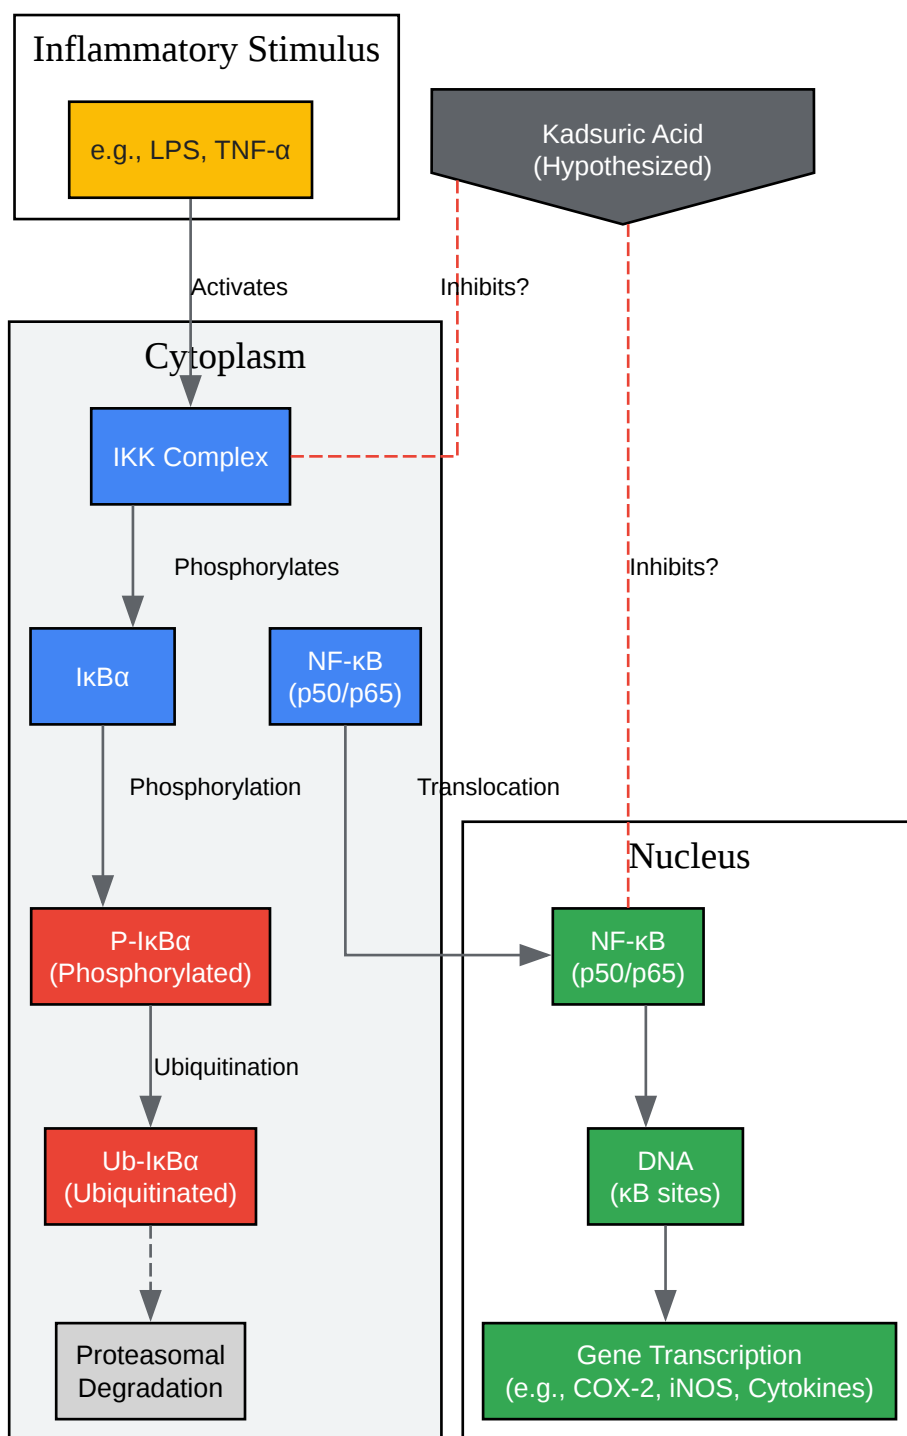 Inflammatory Stimulus
e.g., LPS, TNF-α
Kadsuric Acid
(Hypothesized)
Activates
Inhibits?
Cytoplasm
IKK Complex
Phosphorylates
Inhibits?
IκBα
NF-κB
(p50/p65)
Phosphorylation
Translocation
Nucleus
P-IκBα
(Phosphorylated)
NF-κB
(p50/p65)
Ubiquitination
Ub-IκBα
(Ubiquitinated)
DNA
(κB sites)
Proteasomal
Degradation
Gene Transcription
(e.g., COX-2, iNOS, Cytokines)